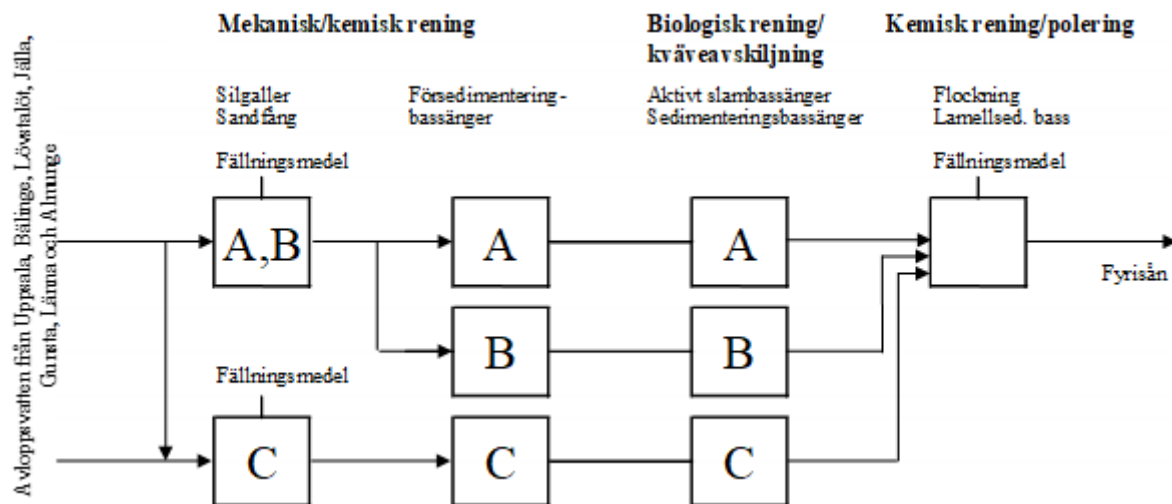 Mekanisk/kemisk rening
Biologisk rening/
kväveavskiljning
Kemisk rening/polering
Silgaller
Sandfång
Försedimentering-
bassänger
Aktivt slambassänger
Sedimenteringsbassänger
Flockning
Lamellsed. bass
Fällningsmedel
Fällningsmedel
Avloppsvatten från Uppsala, Bälinge, Lövstalöt, Jälla,
Gunsta, Länna och Almunge
A,B
A
A
Fyrisån
B
B
Fällningsmedel
C
C
C